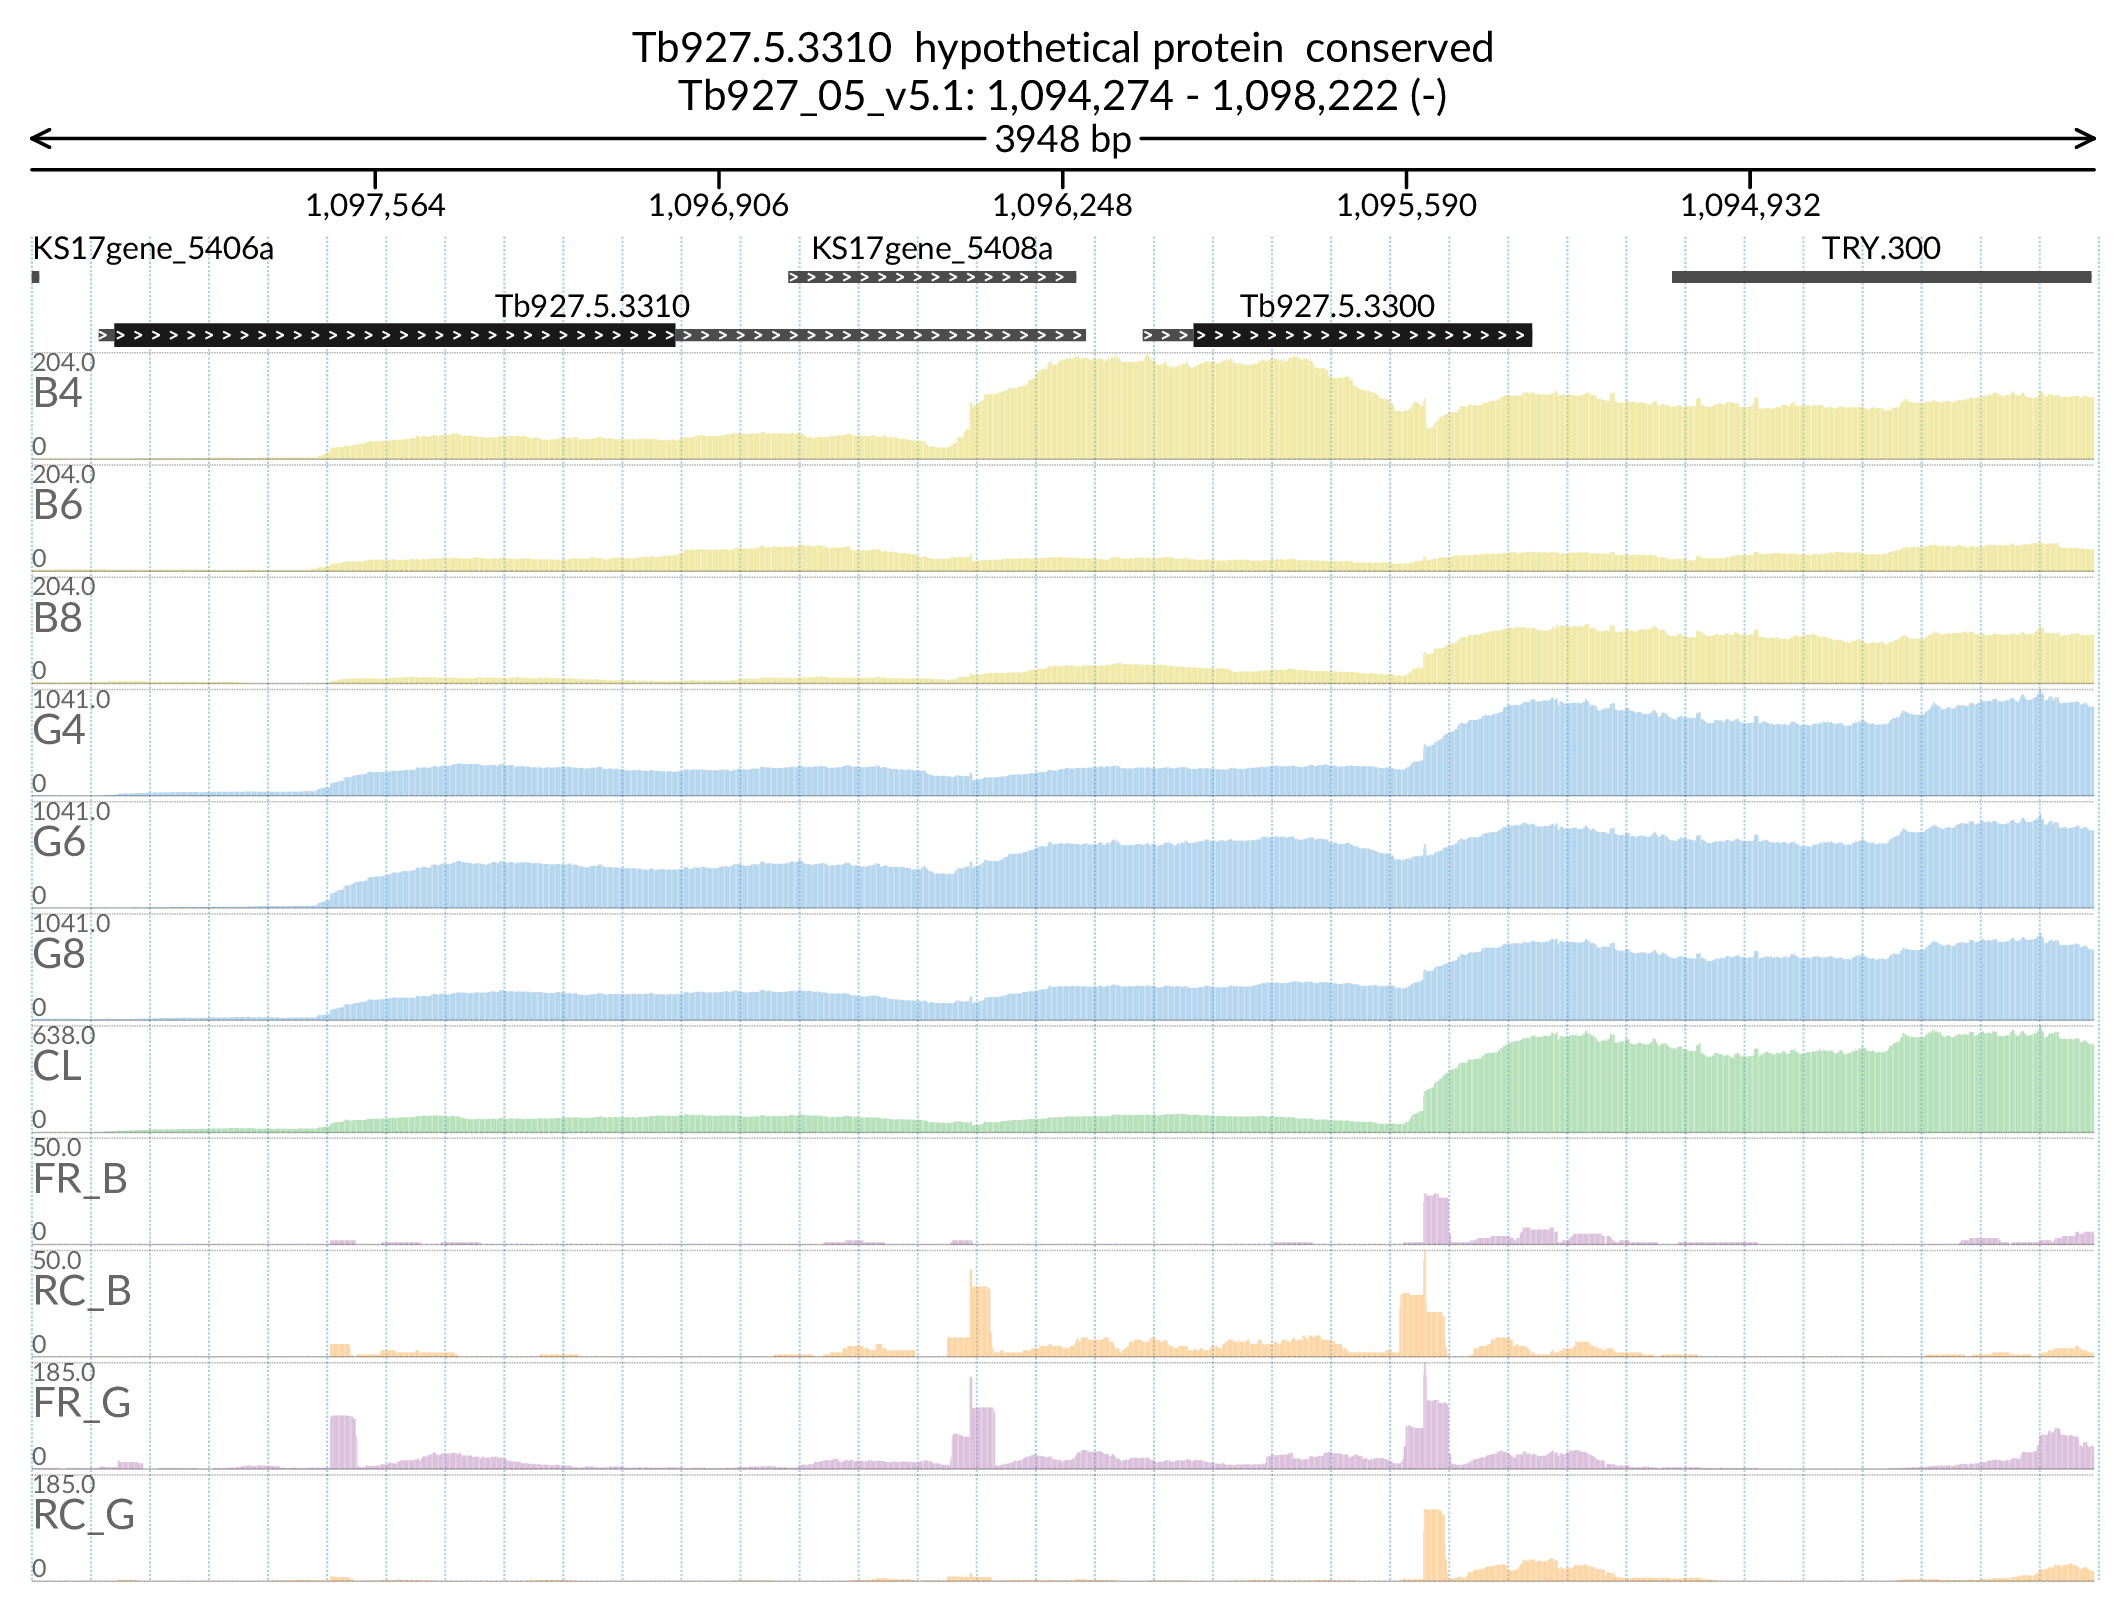 Tb927.5.3310 hypothetical protein conserved
Tb927_05_v5.1: 1,094,274 - 1,098,222 (-)
3948 bp
1,097,564 1,096,906 1,096,248 1,095,590 1,094,932
KS17gene_5406a KS17gene_5408a TRY.300
Tb927.5.3310 Tb927.5.3300
204.0
B4
0
204.0
B6
0
204.0
B8
0
1041.0
G4
0
1041.0
G6
0
1041.0
G8
0
638.0
CL
0
50.0
FR_B
0
50.0
RC_B
0
185.0
FR_G
0
185.0
RC_G
0